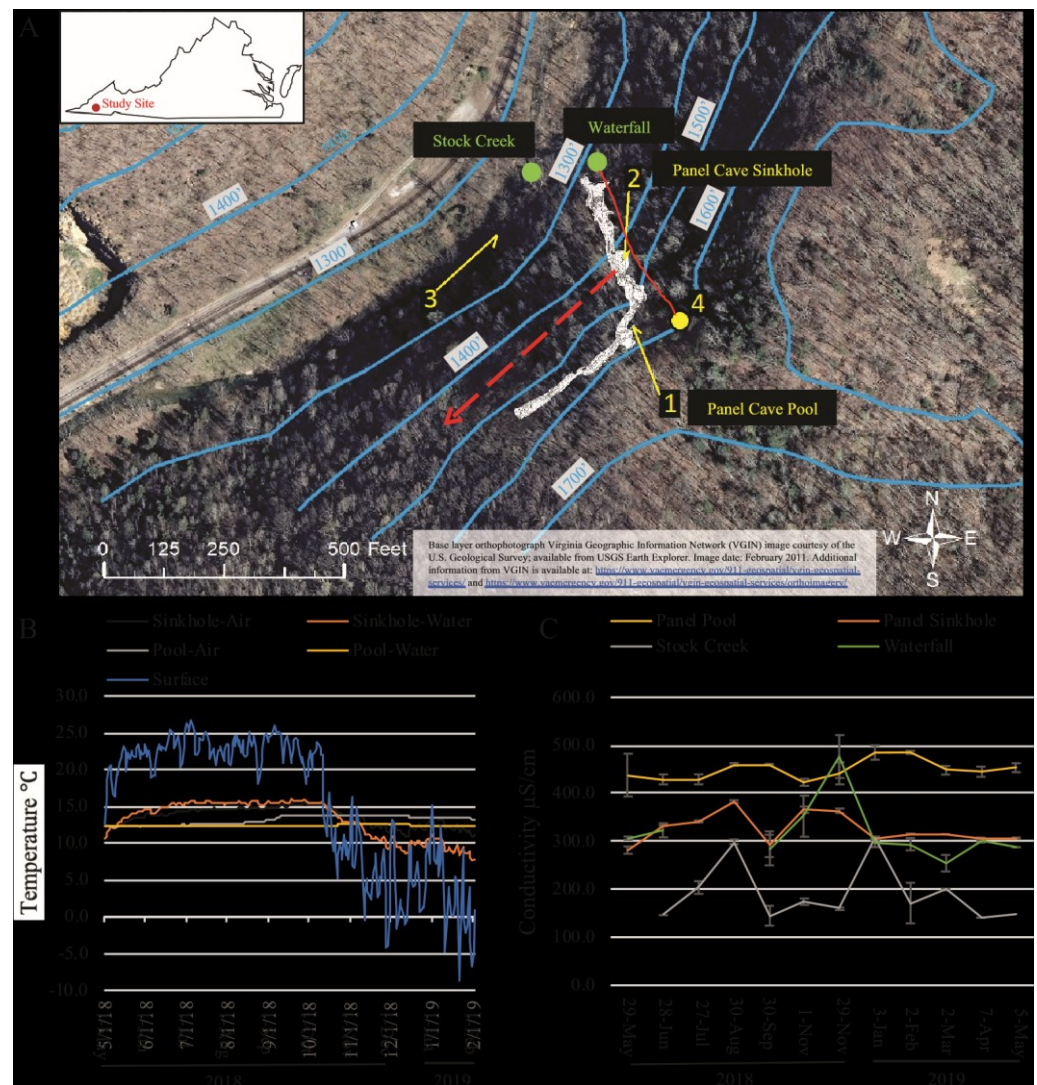 A
Study Site
Stock Creek
Waterfall
Panel Cave Sinkhole
Panel Cave Pool
1
2
3
4
1400'
1300'
1300'
1400'
1500'
1600'
1700'
0 125 250 500 Feet
N
W E
S
Base layer orthophotograph Virginia Geographic Information Network (VGIN) image courtesy of the
U.S. Geological Survey; available from USGS Earth Explorer. Image date: February 2011. Additional
information from VGIN is available at: https://www.vaemergency.gov/911-geospatial/vgin-geospatial-
services/ and https://www.vaemergency.gov/911-geospatial/vgin-geospatial-services/orthoimagery/
B
Sinkhole-Air Sinkhole-Water
Pool-Air Pool-Water
Surface
Temperature °C
30.0
25.0
20.0
15.0
10.0
5.0
0.0
-5.0
-10.0
5/1/18
6/1/18
7/1/18
8/1/18
9/1/18
10/1/18
11/1/18
12/1/18
1/1/19
2/1/19
2018 2019
C
Panel Pool Panel Sinkhole
Stock Creek Waterfall
Conductivity µS/cm
600.0
500.0
400.0
300.0
200.0
100.0
0.0
29-May
28-Jun
27-Jul
30-Aug
30-Sep
1-Nov
29-Nov
3-Jan
2-Feb
2-Mar
7-Apr
5-May
2018 2019